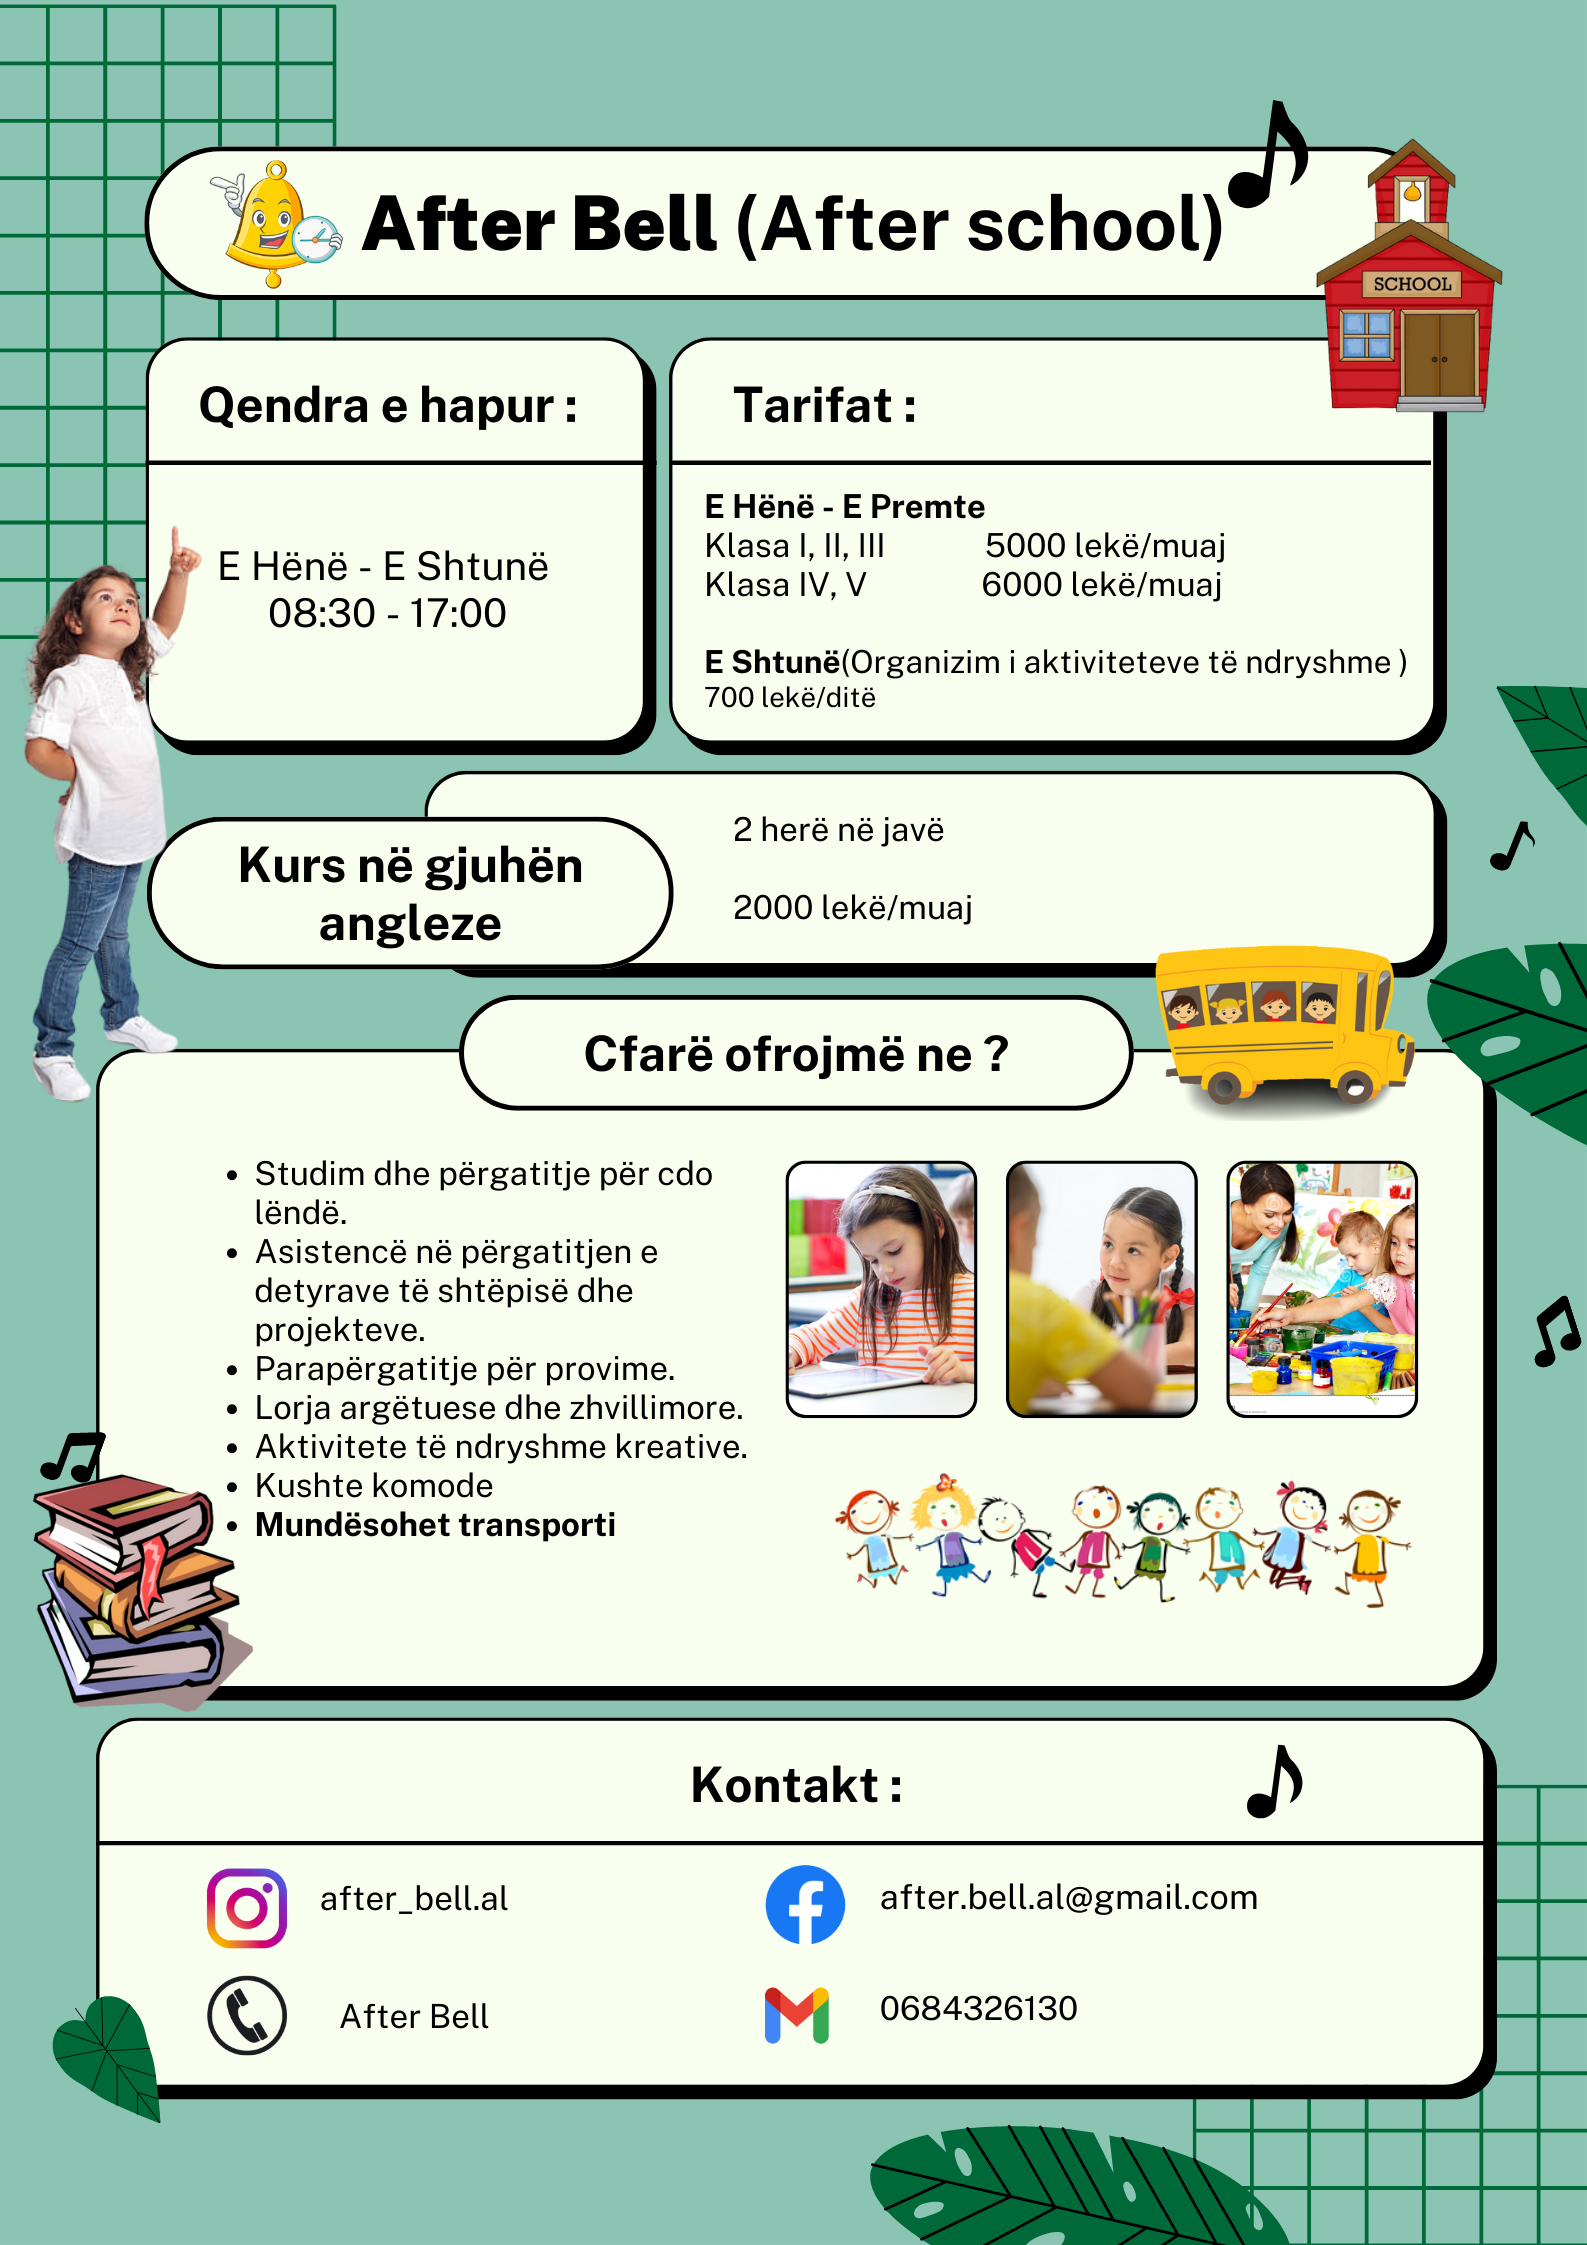 After Bell (After school)
SCHOOL
Qendra e hapur :
E Hënë - E Shtunë
08:30 - 17:00
Tarifat :
E Hënë - E Premte
Klasa I, II, III 5000 lekë/muaj
Klasa IV, V 6000 lekë/muaj
E Shtunë(Organizim i aktiviteteve të ndryshme )
700 lekë/ditë
Kurs në gjuhën
angleze
2 herë në javë
2000 lekë/muaj
Cfarë ofrojmë ne ?
• Studim dhe përgatitje për cdo
lëndë.
• Asistencë në përgatitjen e
detyrave të shtëpisë dhe
projekteve.
• Parapërgatitje për provime.
• Lorja argëtuese dhe zhvillimore.
• Aktivitete të ndryshme kreative.
• Kushte komode
• Mundësohet transporti
Kontakt :
after_bell.al
after.bell.al@gmail.com
After Bell
0684326130